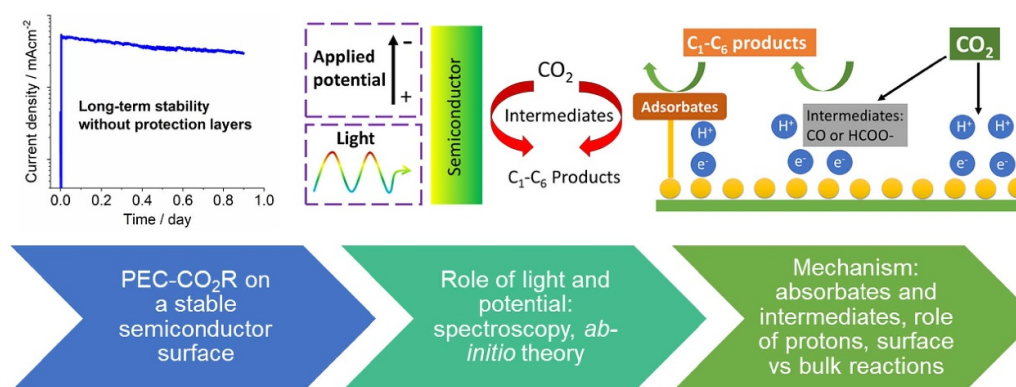 Current density / mAcm⁻²
Long-term stability
without protection layers
0.0 0.2 0.4 0.6 0.8 1.0
Time / day
Applied
potential
−
+
Light
Semiconductor
CO₂
Intermediates
C₁-C₆ Products
C₁-C₆ products
CO₂
Adsorbates
Intermediates:
CO or HCOO-
H⁺
H⁺
H⁺
H⁺
e⁻
e⁻
e⁻
e⁻
e⁻
PEC-CO₂R on
a stable
semiconductor
surface
Role of light and
potential:
spectroscopy, ab-
initio theory
Mechanism:
absorbates and
intermediates, role
of protons, surface
vs bulk reactions